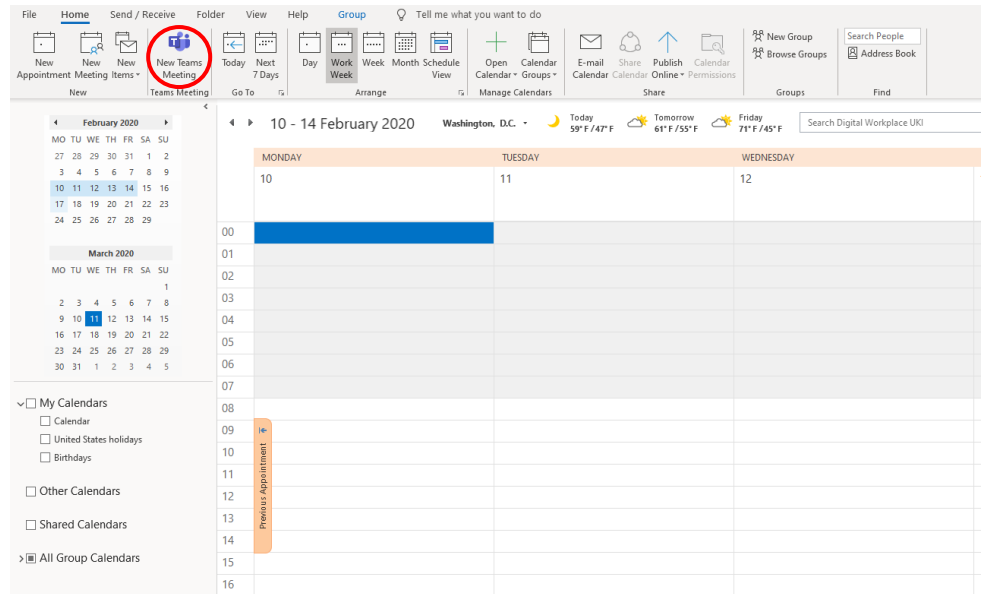 File Home Send / Receive Folder View Help Group Tell me what you want to do
New Appointment
New Meeting
New Items
New Teams Meeting
Today
Next 7 Days
Day
Work Week
Week
Month
Schedule View
Open Calendar
Calendar Groups
E-mail Calendar
Share Calendar
Publish Online
Calendar Permissions
New Group
Browse Groups
Search People
Address Book
New Teams Meeting Go To Arrange Manage Calendars Share Groups Find
February 2020
MO TU WE TH FR SA SU
27 28 29 30 31 1 2
3 4 5 6 7 8 9
10 11 12 13 14 15 16
17 18 19 20 21 22 23
24 25 26 27 28 29
March 2020
MO TU WE TH FR SA SU
1
2 3 4 5 6 7 8
9 10 11 12 13 14 15
16 17 18 19 20 21 22
23 24 25 26 27 28 29
30 31 1 2 3 4 5
My Calendars
Calendar
United States holidays
Birthdays
Other Calendars
Shared Calendars
All Group Calendars
10 - 14 February 2020 Washington, D.C.
Today
59° F / 47° F
Tomorrow
61° F / 55° F
Friday
71° F / 45° F
Search Digital Workplace UKI
MONDAY TUESDAY WEDNESDAY
10 11 12
00
01
02
03
04
05
06
07
08
09
10
11
12
13
14
15
16
Previous Appointment